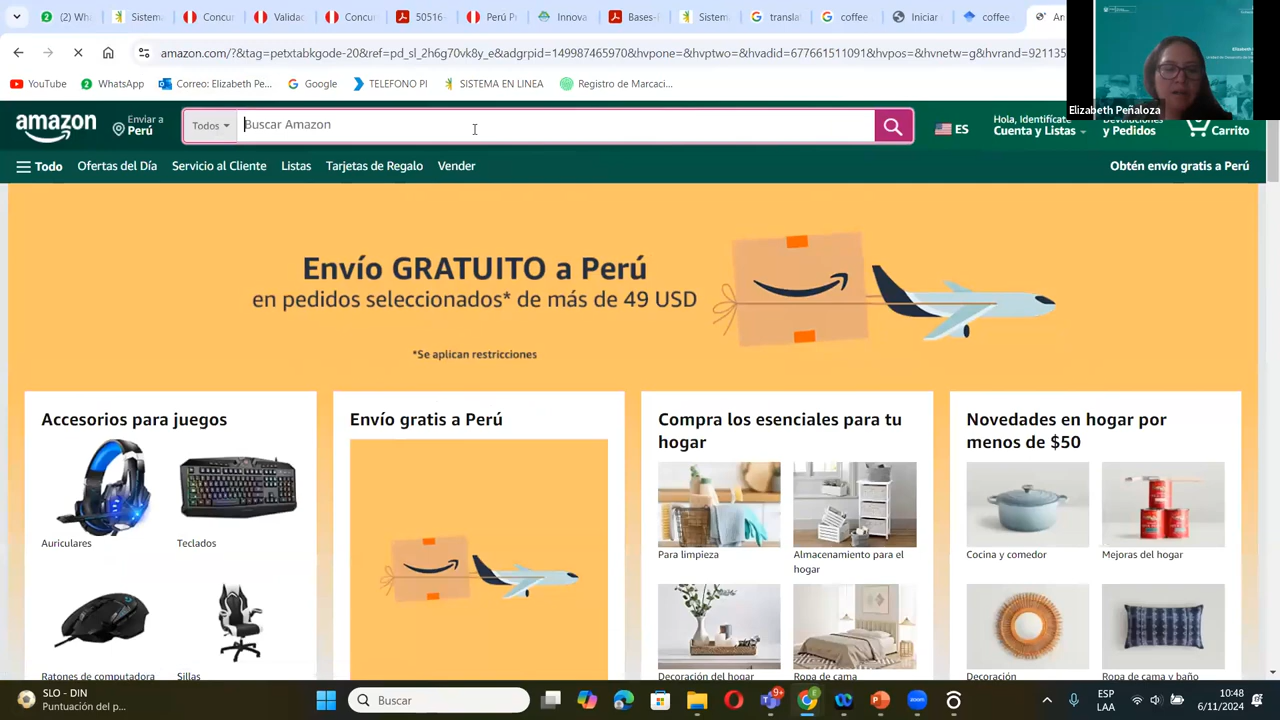 2
Whats
Sistem
Concur
Valida
Concur
50516
Perú P
Innova
Bases-
Sistem
transl
coffee
Iniciar
coffee
amazon.com/?&tag=petxtabkgode-20&ref=pd_sl_2h6g70vk8y_e&adgrpid=149987465970&hvpone=&hvptwo=&hvadid=677661511091&hvpos=&hvnetw=g&hvrand=921135
YouTube
2
WhatsApp
Correo: Elizabeth Pe...
Google
TELEFONO PI
SISTEMA EN LINEA
Registro de Marcaci...
Elizabeth Peñaloza
amazon
Enviar a
Perú
Todos
Buscar Amazon
ES
Hola, Identifícate
Cuenta y Listas
Devoluciones
y Pedidos
Carrito
Todo
Ofertas del Día
Servicio al Cliente
Listas
Tarjetas de Regalo
Vender
Obtén envío gratis a Perú
Envío GRATUITO a Perú
en pedidos seleccionados* de más de 49 USD
*Se aplican restricciones
Accesorios para juegos
Auriculares
Teclados
Ratones de computadora
Sillas
Envío gratis a Perú
Compra los esenciales para tu
hogar
Para limpieza
Almacenamiento para el
hogar
Decoración del hogar
Ropa de cama
Novedades en hogar por
menos de $50
Cocina y comedor
Mejoras del hogar
Decoración
Ropa de cama y baño
SLO - DIN
Puntuación del p...
Buscar
9+
zoom
ESP
LAA
10:48
6/11/2024